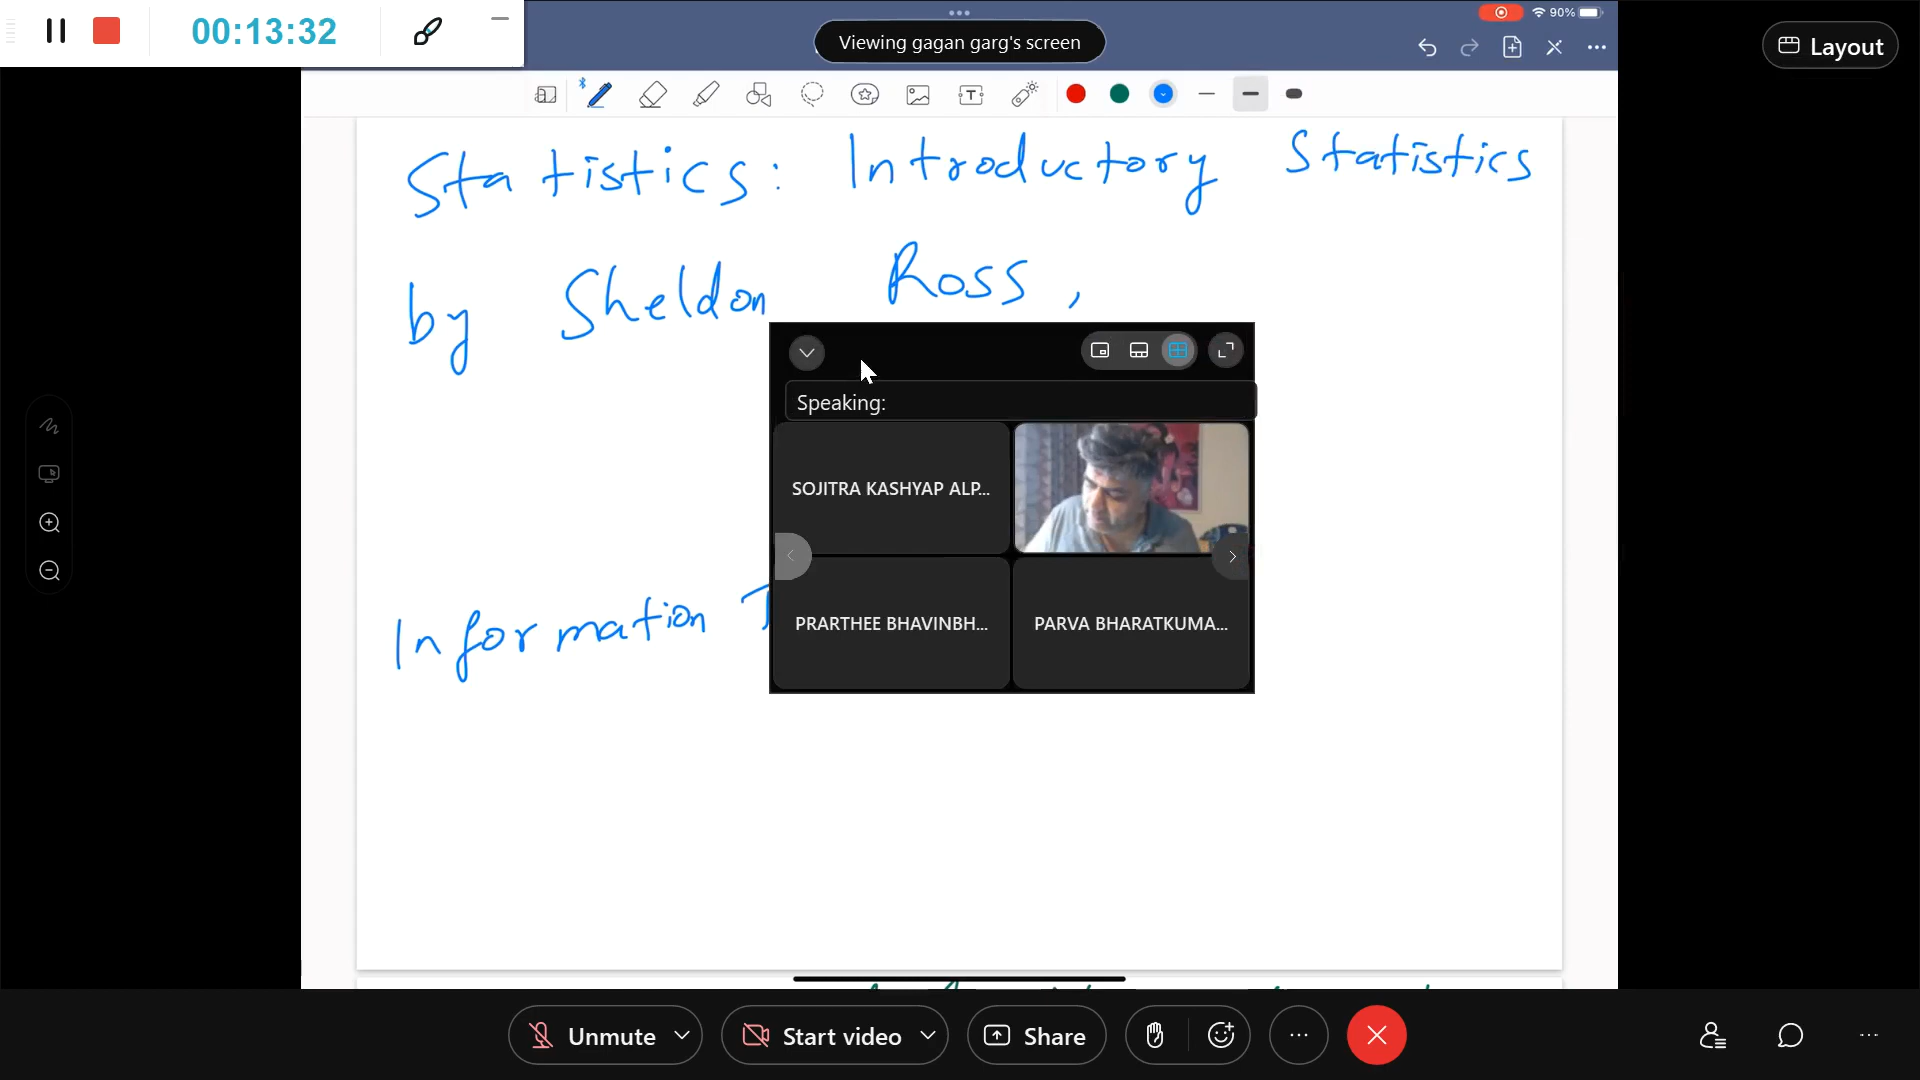 00:13:32
Viewing gagan garg's screen
90%
Layout
Statistics: Introductory Statistics
by Sheldon Ross,
Speaking:
SOJITRA KASHYAP ALP...
PRARTHEE BHAVINBH...
PARVA BHARATKUMA...
Information
Unmute
Start video
Share